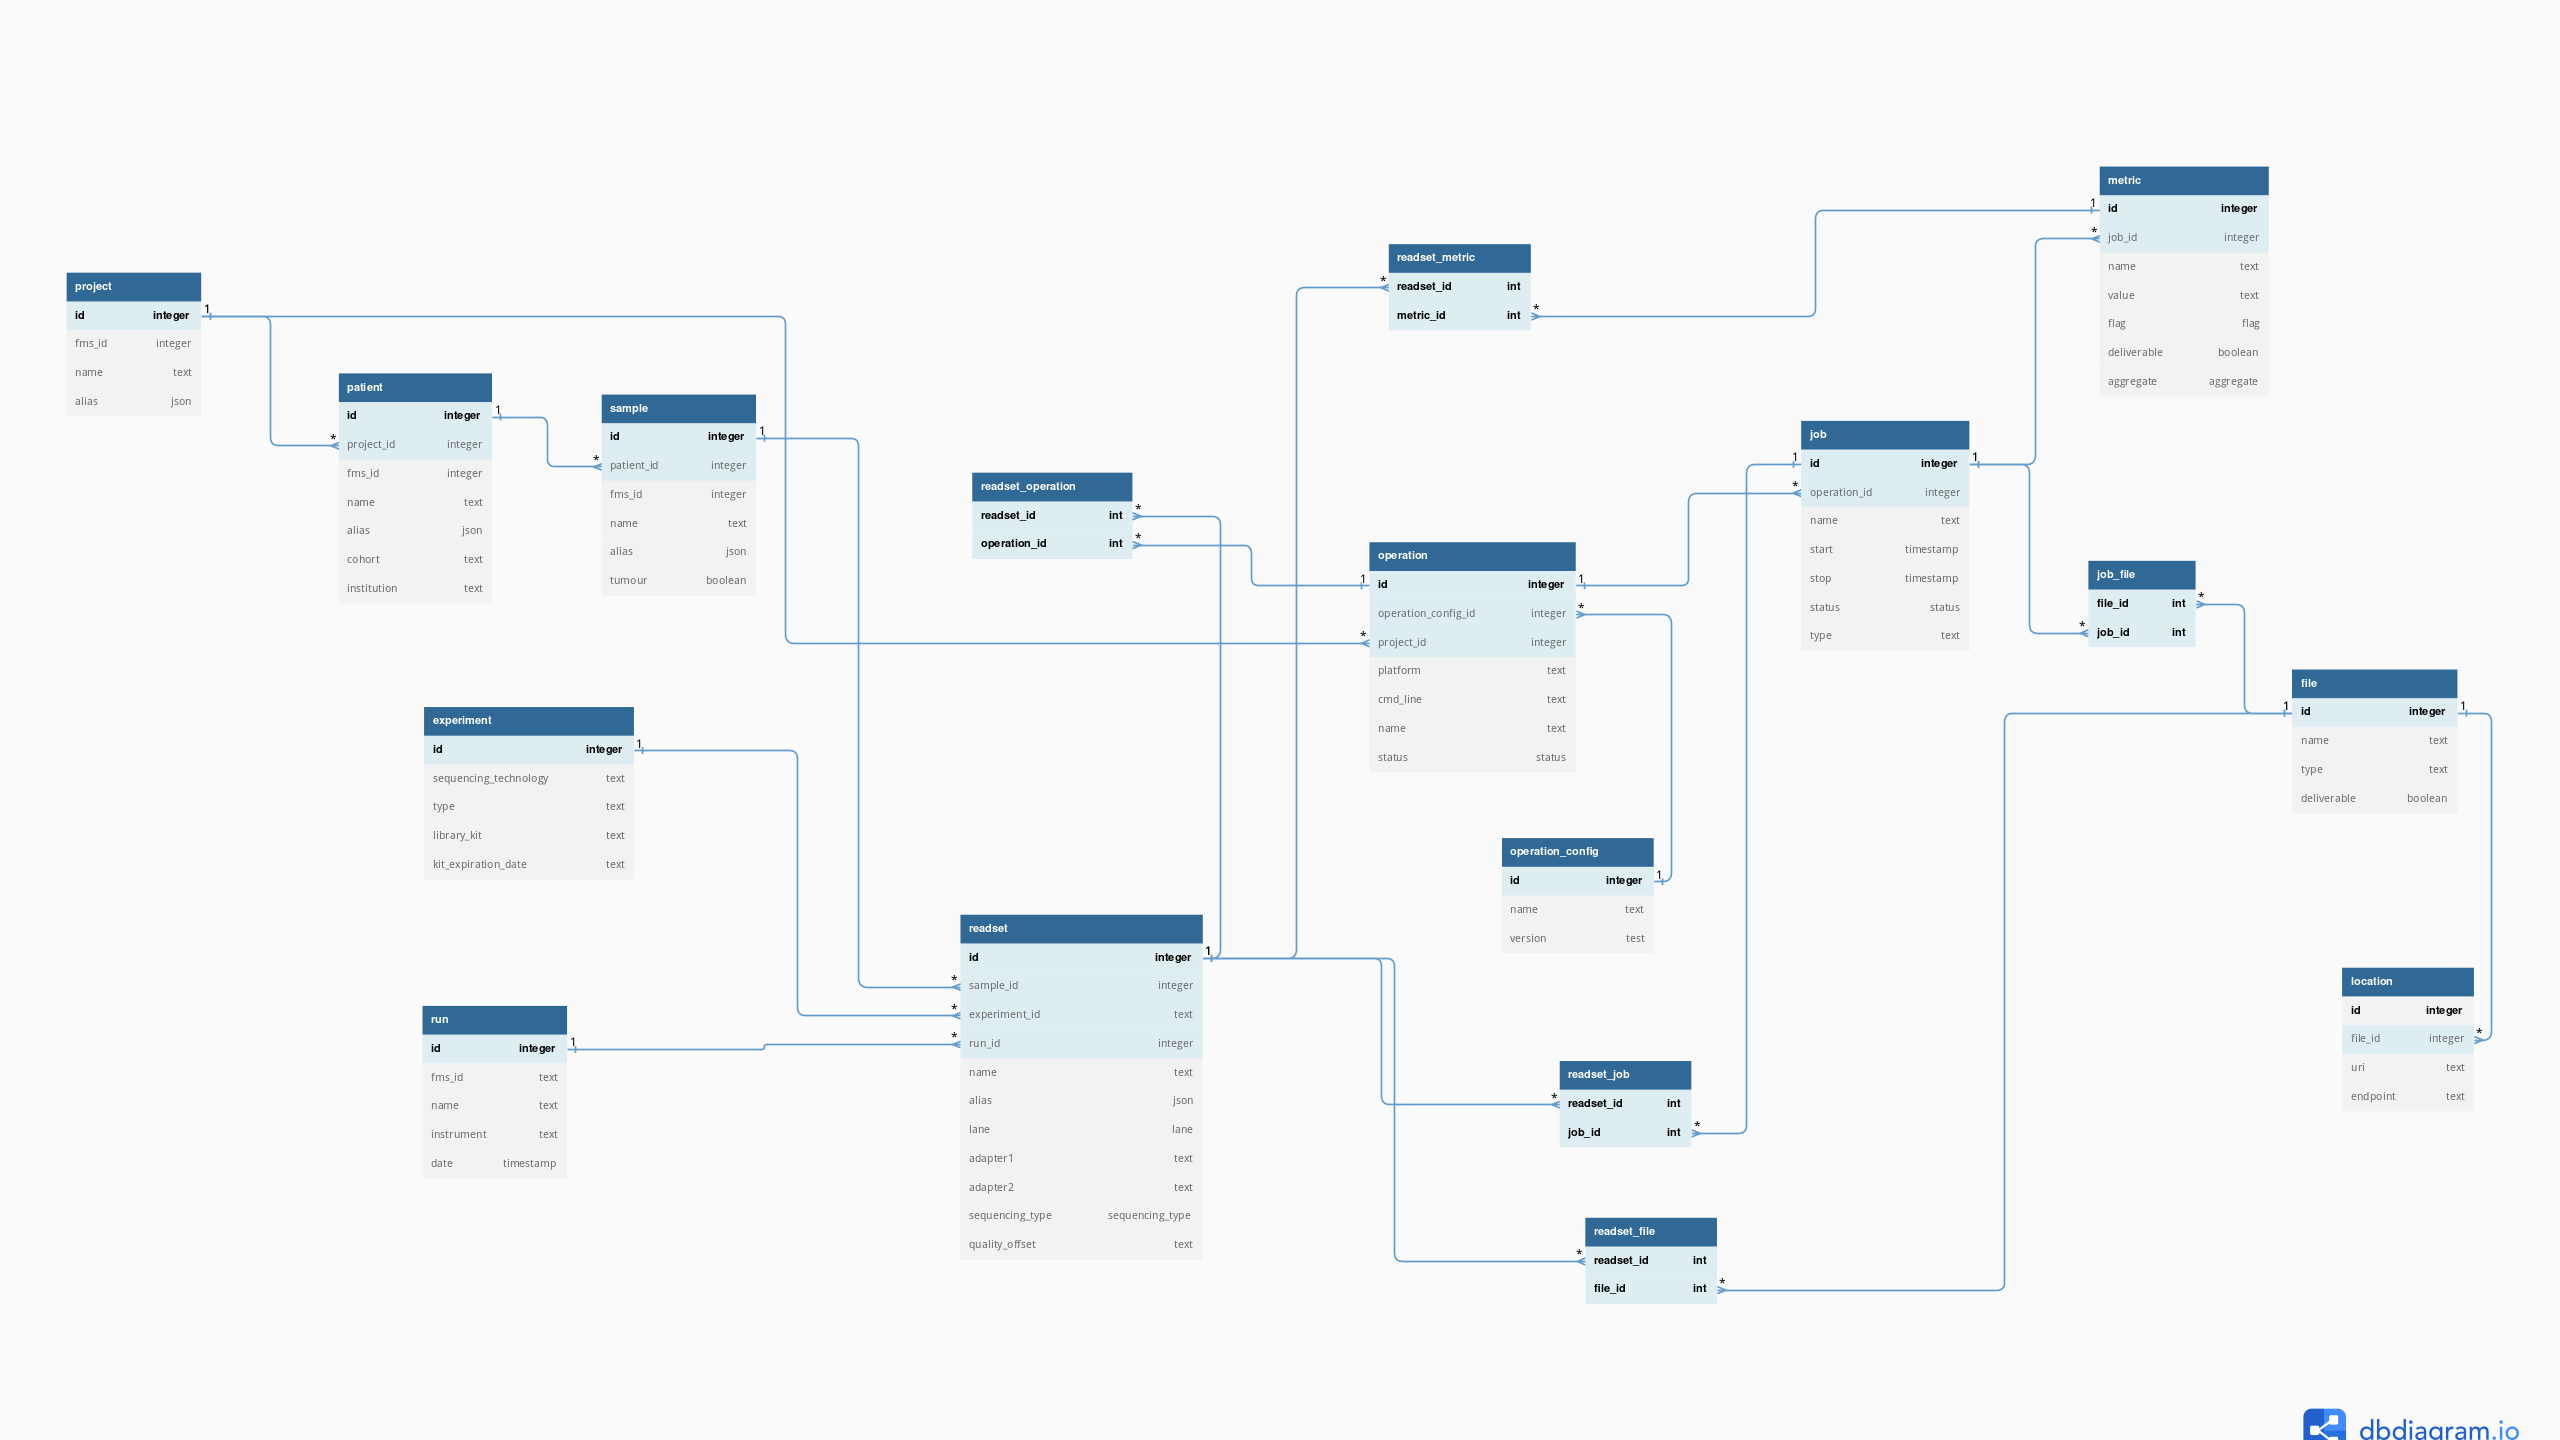 project
id integer
fms_id integer
name text
alias json
1
patient
id integer
project_id integer
fms_id integer
name text
alias json
cohort text
institution text
1
*
sample
id integer
patient_id integer
fms_id integer
name text
alias json
tumour boolean
1
*
experiment
id integer
sequencing_technology text
type text
library_kit text
kit_expiration_date text
1
run
id integer
fms_id text
name text
instrument text
date timestamp
1
readset_operation
readset_id int
operation_id int
*
*
readset
id integer
sample_id integer
experiment_id text
run_id integer
name text
alias json
lane lane
adapter1 text
adapter2 text
sequencing_type sequencing_type
quality_offset text
1
*
*
*
readset_metric
readset_id int
metric_id int
*
*
operation
id integer
operation_config_id integer
project_id integer
platform text
cmd_line text
name text
status status
1
1
*
*
operation_config
id integer
name text
version test
1
readset_job
readset_id int
job_id int
*
*
readset_file
readset_id int
file_id int
*
*
job
id integer
operation_id integer
name text
start timestamp
stop timestamp
status status
type text
1
1
*
metric
id integer
job_id integer
name text
value text
flag flag
deliverable boolean
aggregate aggregate
1
*
job_file
file_id int
job_id int
*
*
file
id integer
name text
type text
deliverable boolean
1
1
location
id integer
file_id integer
uri text
endpoint text
*
dbdiagram.io